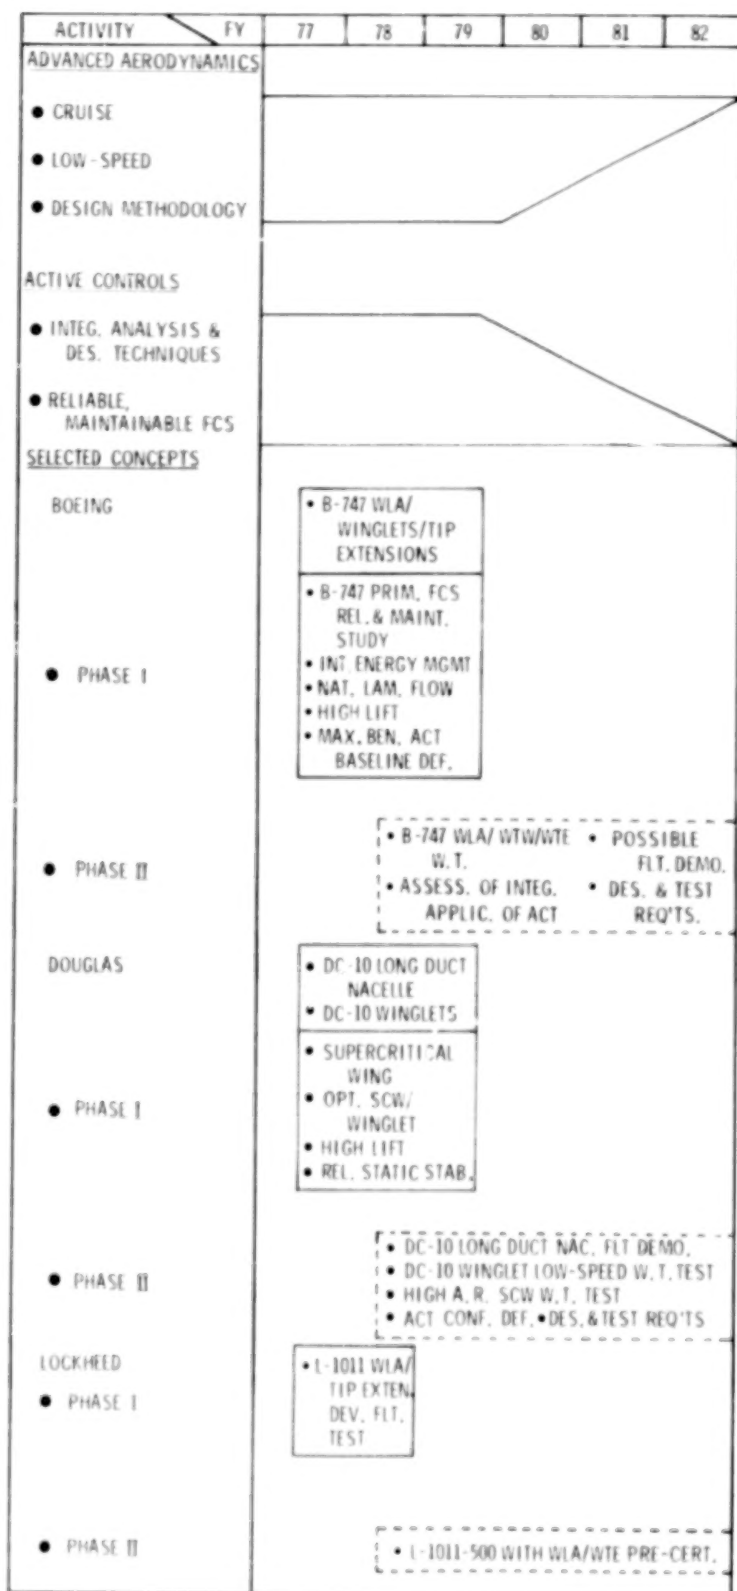 ACTIVITY FY 77 78 79 80 81 82
ADVANCED AERODYNAMICS
• CRUISE
• LOW-SPEED
• DESIGN METHODOLOGY
ACTIVE CONTROLS
• INTEG. ANALYSIS &
DES. TECHNIQUES
• RELIABLE,
MAINTAINABLE FCS
SELECTED CONCEPTS
BOEING
• B-747 WLA/
WINGLETS/TIP
EXTENSIONS
• PHASE I
• B-747 PRIM. FCS
REL. & MAINT.
STUDY
• INT. ENERGY MGMT
• NAT. LAM. FLOW
• HIGH LIFT
• MAX. BEN. ACT
BASELINE DEF.
• PHASE II
• B-747 WLA/ WTW/WTE
W.T.
• ASSESS. OF INTEG.
APPLIC. OF ACT
• POSSIBLE
FLT. DEMO.
• DES. & TEST
REQ'TS.
DOUGLAS
• DC-10 LONG DUCT
NACELLE
• DC-10 WINGLETS
• PHASE I
• SUPERCRITICAL
WING
• OPT. SCW/
WINGLET
• HIGH LIFT
• REL. STATIC STAB.
• PHASE II
• DC-10 LONG DUCT NAC. FLT DEMO.
• DC-10 WINGLET LOW-SPEED W.T. TEST
• HIGH A.R. SCW W.T. TEST
• ACT CONF. DEF. • DES. & TEST REQ'TS
LOCKHEED
• PHASE I
• L-1011 WLA/
TIP EXTEN.
DEV. FLT.
TEST
• PHASE II
• L-1011-500 WITH WLA/WTE PRE-CERT.